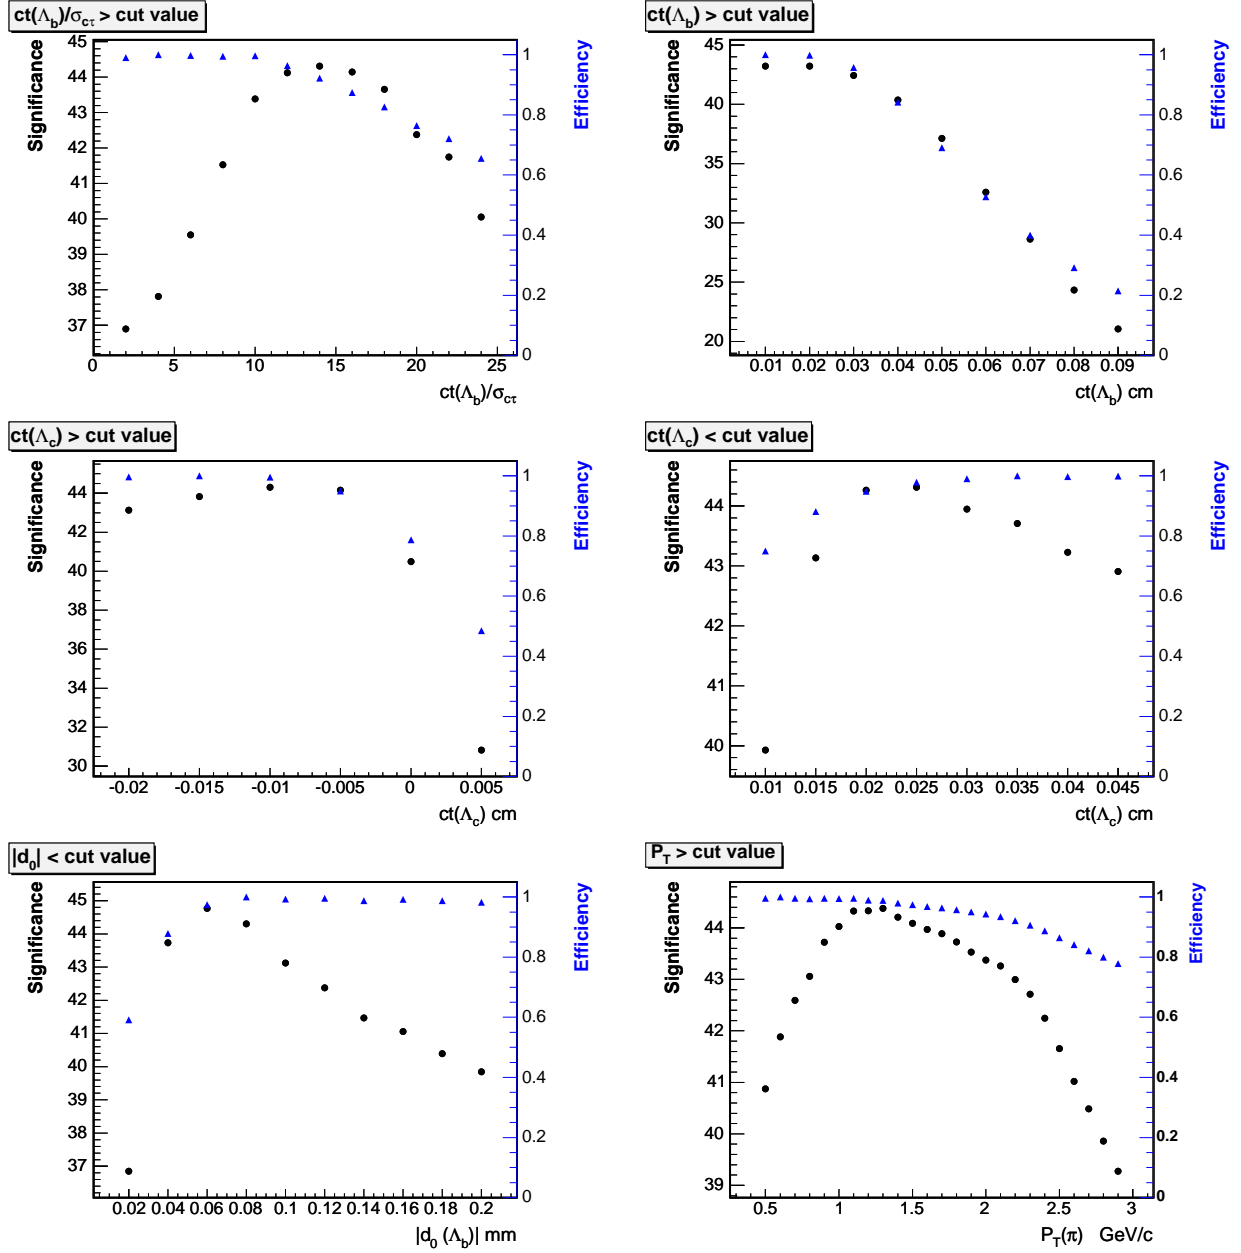 ct(Λb)/σcτ > cut value
Significance
45
44
43
42
41
40
39
38
37
0 5 10 15 20 25
ct(Λb)/σcτ
Efficiency
1
0.8
0.6
0.4
0.2
0
ct(Λb) > cut value
Significance
45
40
35
30
25
20
0.01 0.02 0.03 0.04 0.05 0.06 0.07 0.08 0.09
ct(Λb) cm
Efficiency
1
0.8
0.6
0.4
0.2
0
ct(Λc) > cut value
Significance
44
42
40
38
36
34
32
30
-0.02 -0.015 -0.01 -0.005 0 0.005
ct(Λc) cm
Efficiency
1
0.8
0.6
0.4
0.2
0
ct(Λc) < cut value
Significance
44
43
42
41
40
0.01 0.015 0.02 0.025 0.03 0.035 0.04 0.045
ct(Λc) cm
Efficiency
1
0.8
0.6
0.4
0.2
0
|d0| < cut value
Significance
45
44
43
42
41
40
39
38
37
0.02 0.04 0.06 0.08 0.1 0.12 0.14 0.16 0.18 0.2
|d0 (Λb)| mm
Efficiency
1
0.8
0.6
0.4
0.2
0
PT > cut value
Significance
44
43
42
41
40
39
0.5 1 1.5 2 2.5 3
PT(π) GeV/c
Efficiency
1
0.8
0.6
0.4
0.2
0